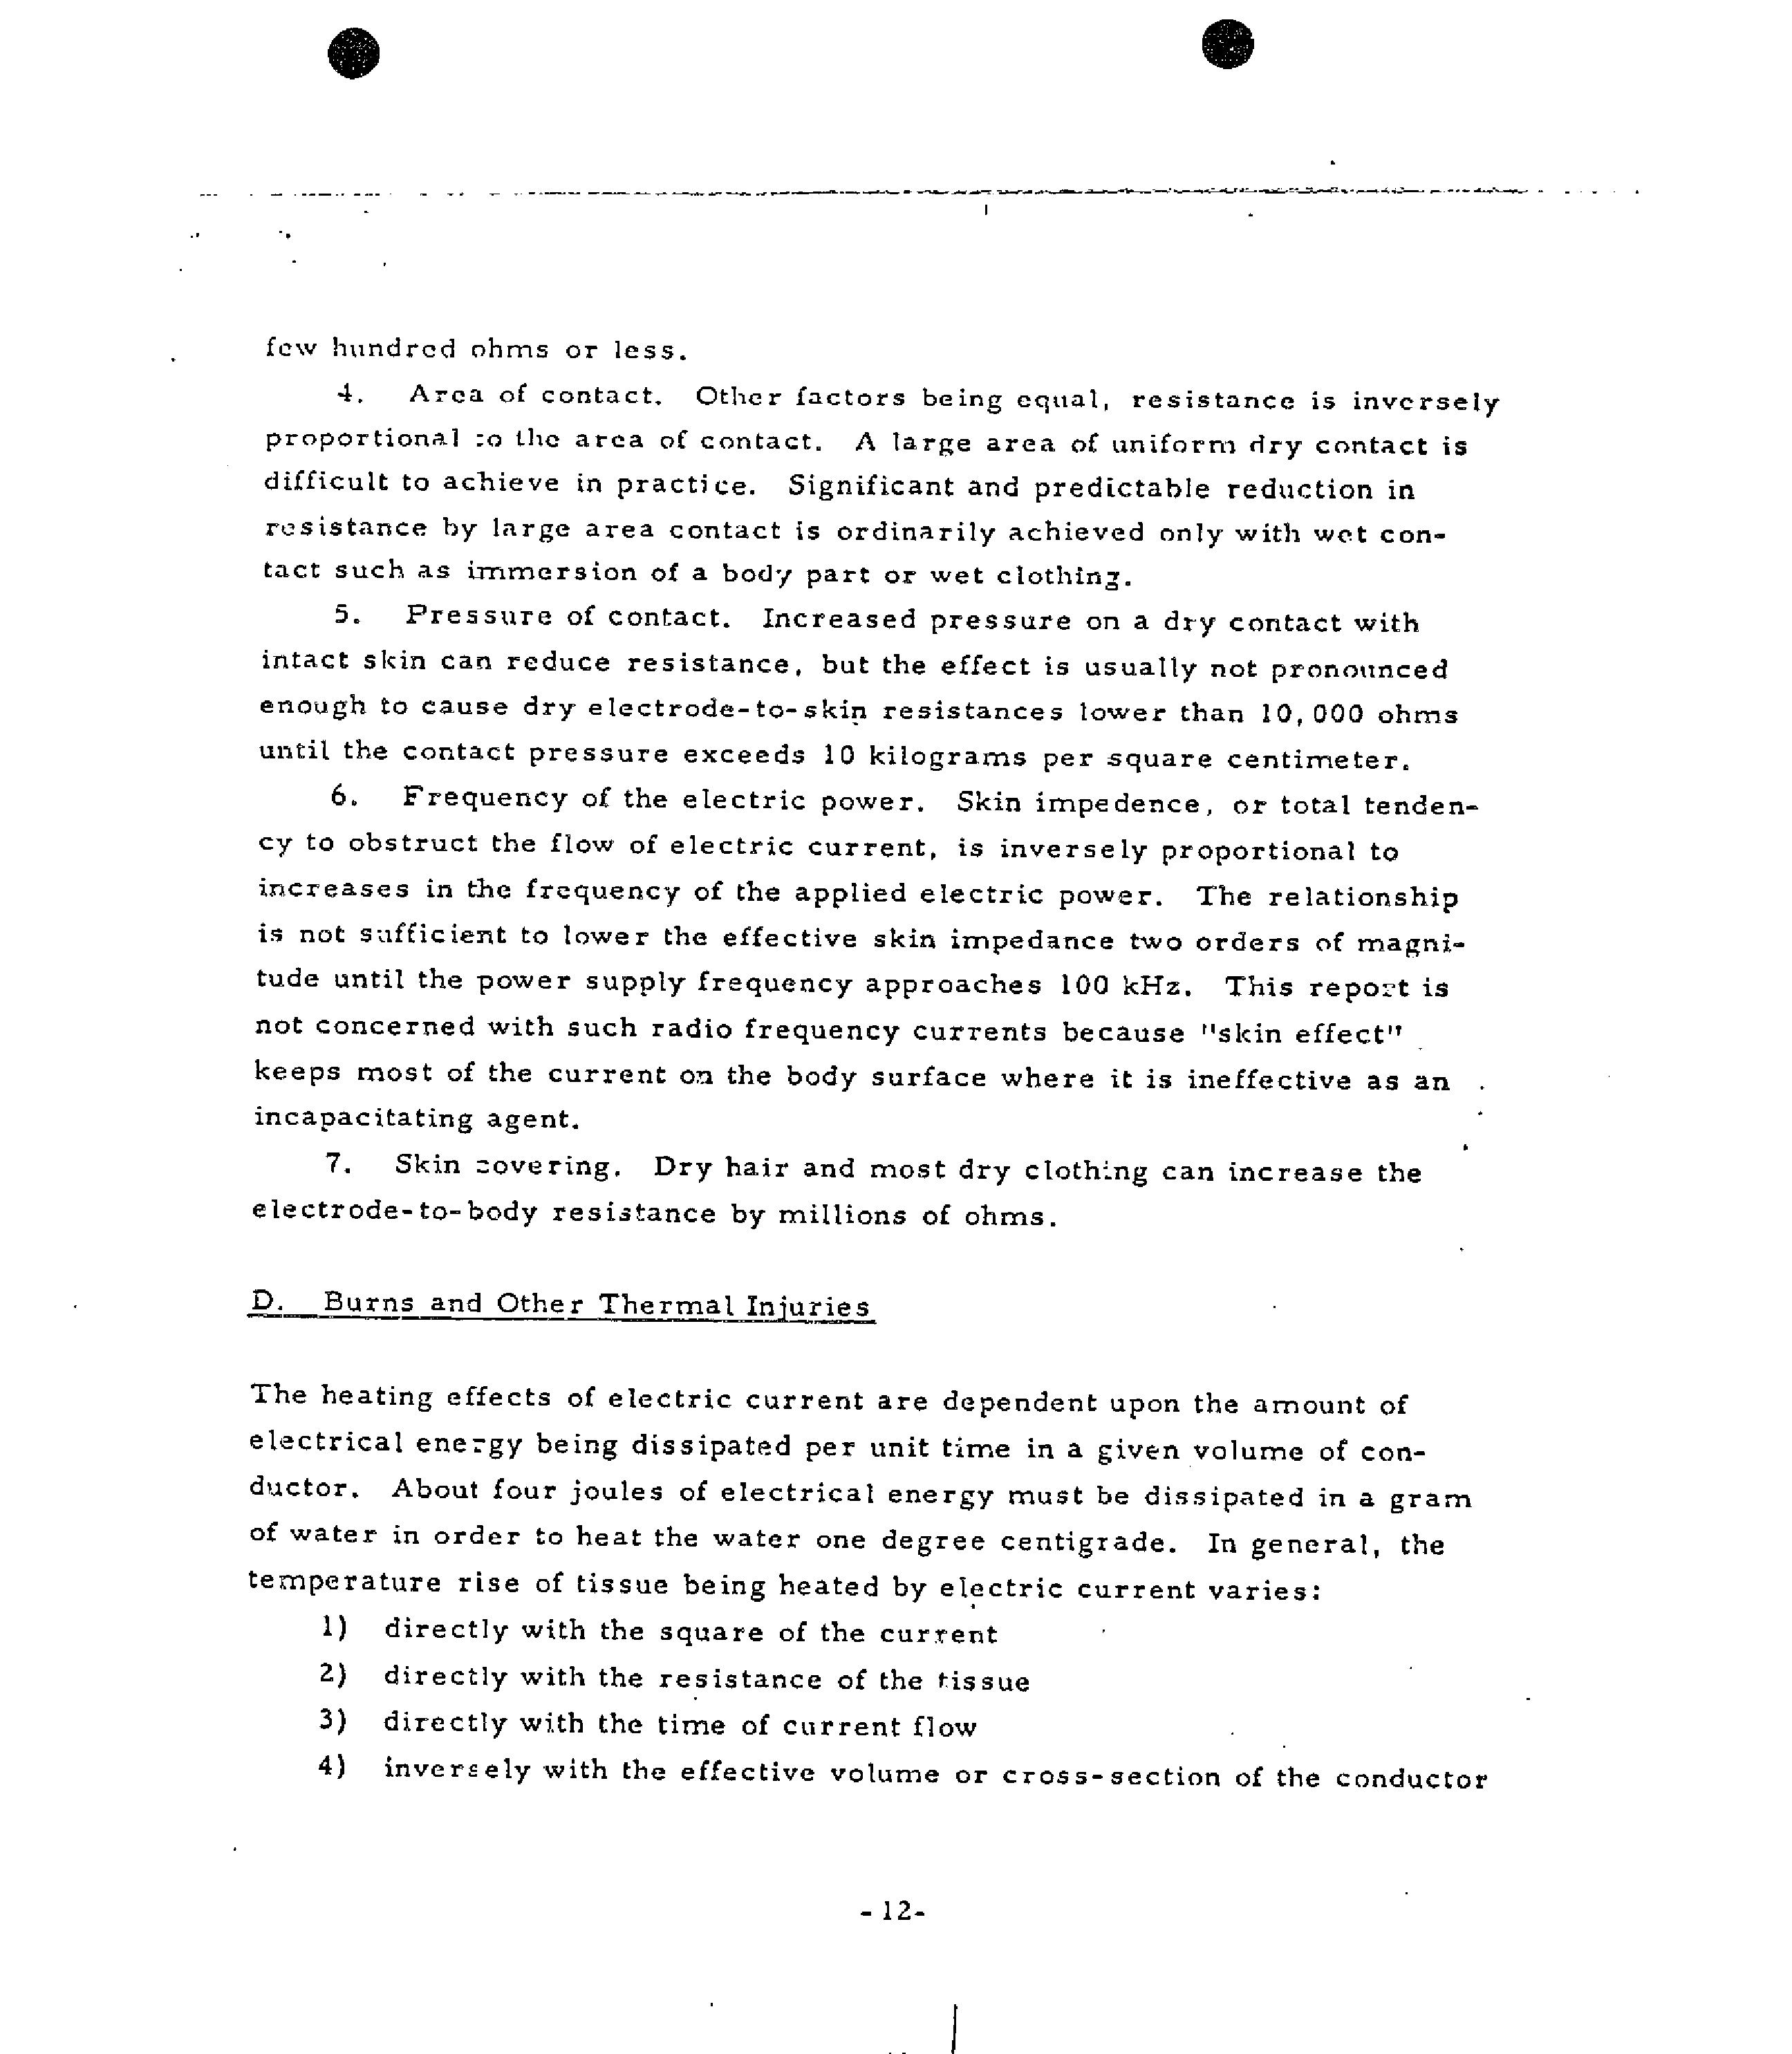 few hundred ohms or less.
4. Area of contact. Other factors being equal, resistance is inversely
proportional to the area of contact. A large area of uniform dry contact is
difficult to achieve in practice. Significant and predictable reduction in
resistance by large area contact is ordinarily achieved only with wet con-
tact such as immersion of a body part or wet clothing.
5. Pressure of contact. Increased pressure on a dry contact with
intact skin can reduce resistance, but the effect is usually not pronounced
enough to cause dry electrode-to-skin resistances lower than 10,000 ohms
until the contact pressure exceeds 10 kilograms per square centimeter.
6. Frequency of the electric power. Skin impedence, or total tenden-
cy to obstruct the flow of electric current, is inversely proportional to
increases in the frequency of the applied electric power. The relationship
is not sufficient to lower the effective skin impedance two orders of magni-
tude until the power supply frequency approaches 100 kHz. This report is
not concerned with such radio frequency currents because "skin effect"
keeps most of the current on the body surface where it is ineffective as an
incapacitating agent.
7. Skin covering. Dry hair and most dry clothing can increase the
electrode-to-body resistance by millions of ohms.
D. Burns and Other Thermal Injuries
The heating effects of electric current are dependent upon the amount of
electrical energy being dissipated per unit time in a given volume of con-
ductor. About four joules of electrical energy must be dissipated in a gram
of water in order to heat the water one degree centigrade. In general, the
temperature rise of tissue being heated by electric current varies:
1) directly with the square of the current
2) directly with the resistance of the tissue
3) directly with the time of current flow
4) inversely with the effective volume or cross-section of the conductor
-12-